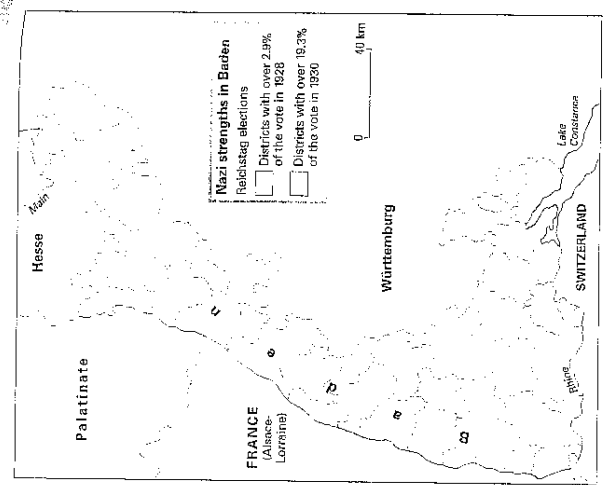 Nazi strengths in Baden
Reichstag elections
Districts with over 2.9%
of the vote in 1928
Districts with over 19.3%
of the vote in 1930
0 40 km
Main
Hesse
Palatinate
FRANCE
(Alsace-
Lorraine)
Baden
Württemberg
Rhine
SWITZERLAND
Lake
Constance